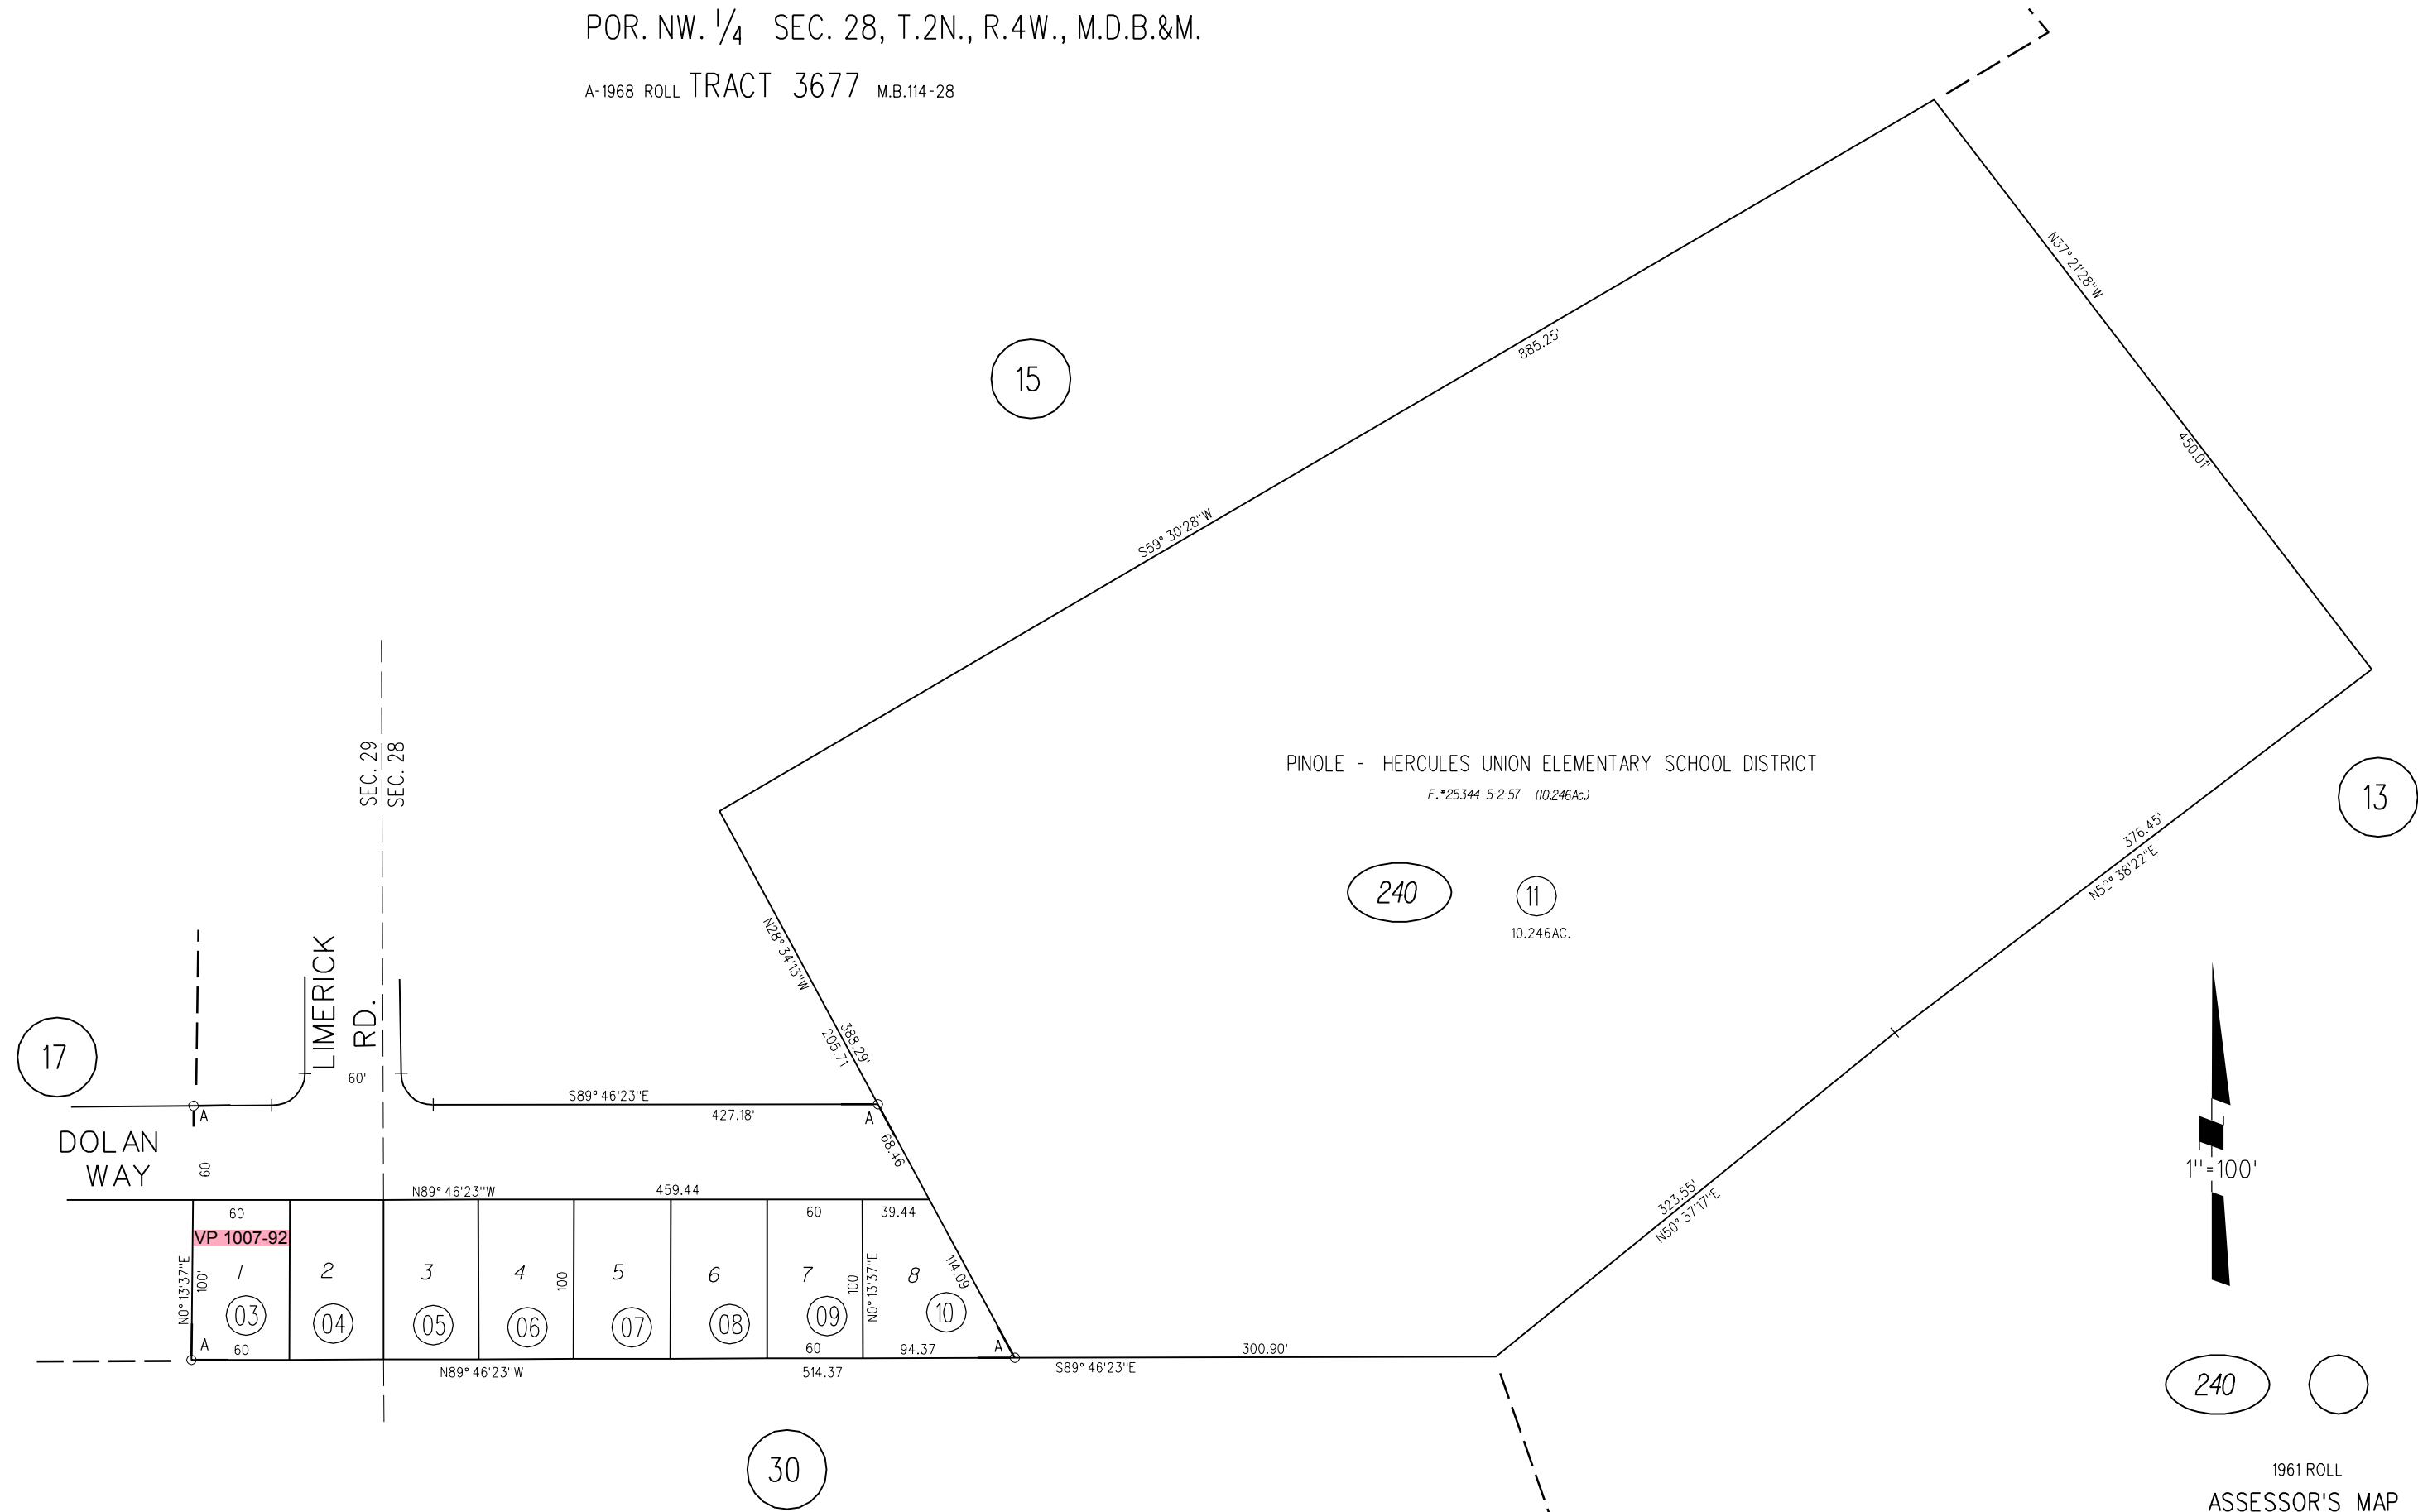 POR. NW. 1/4 SEC. 28, T.2N., R.4W., M.D.B.&M.
A-1968 ROLL TRACT 3677 M.B.114-28
N37° 21'28"W
885.25'
15
450.01'
S59° 30'28"W
SEC. 29
SEC. 28
PINOLE - HERCULES UNION ELEMENTARY SCHOOL DISTRICT
F.#25344 5-2-57 (10.246Ac.)
13
376.45'
N52° 38'22"E
240
11
10.246AC.
N28° 34'13"W
LIMERICK
RD.
17
388.29'
205.71
60'
S89° 46'23"E
427.18'
A
A
DOLAN
WAY
60
68.46
1"=100'
N89° 46'23"W
459.44
323.55'
N50° 37'17"E
60
60
39.44
VP 1007-92
N0° 13'37"E
100'
1
2
3
4
100
5
6
7
100
N0° 13'37"E
8
114.09
03
04
05
06
07
08
09
10
A
60
60
94.37
A
300.90'
N89° 46'23"W
514.37
S89° 46'23"E
240
30
1961 ROLL
ASSESSOR'S MAP